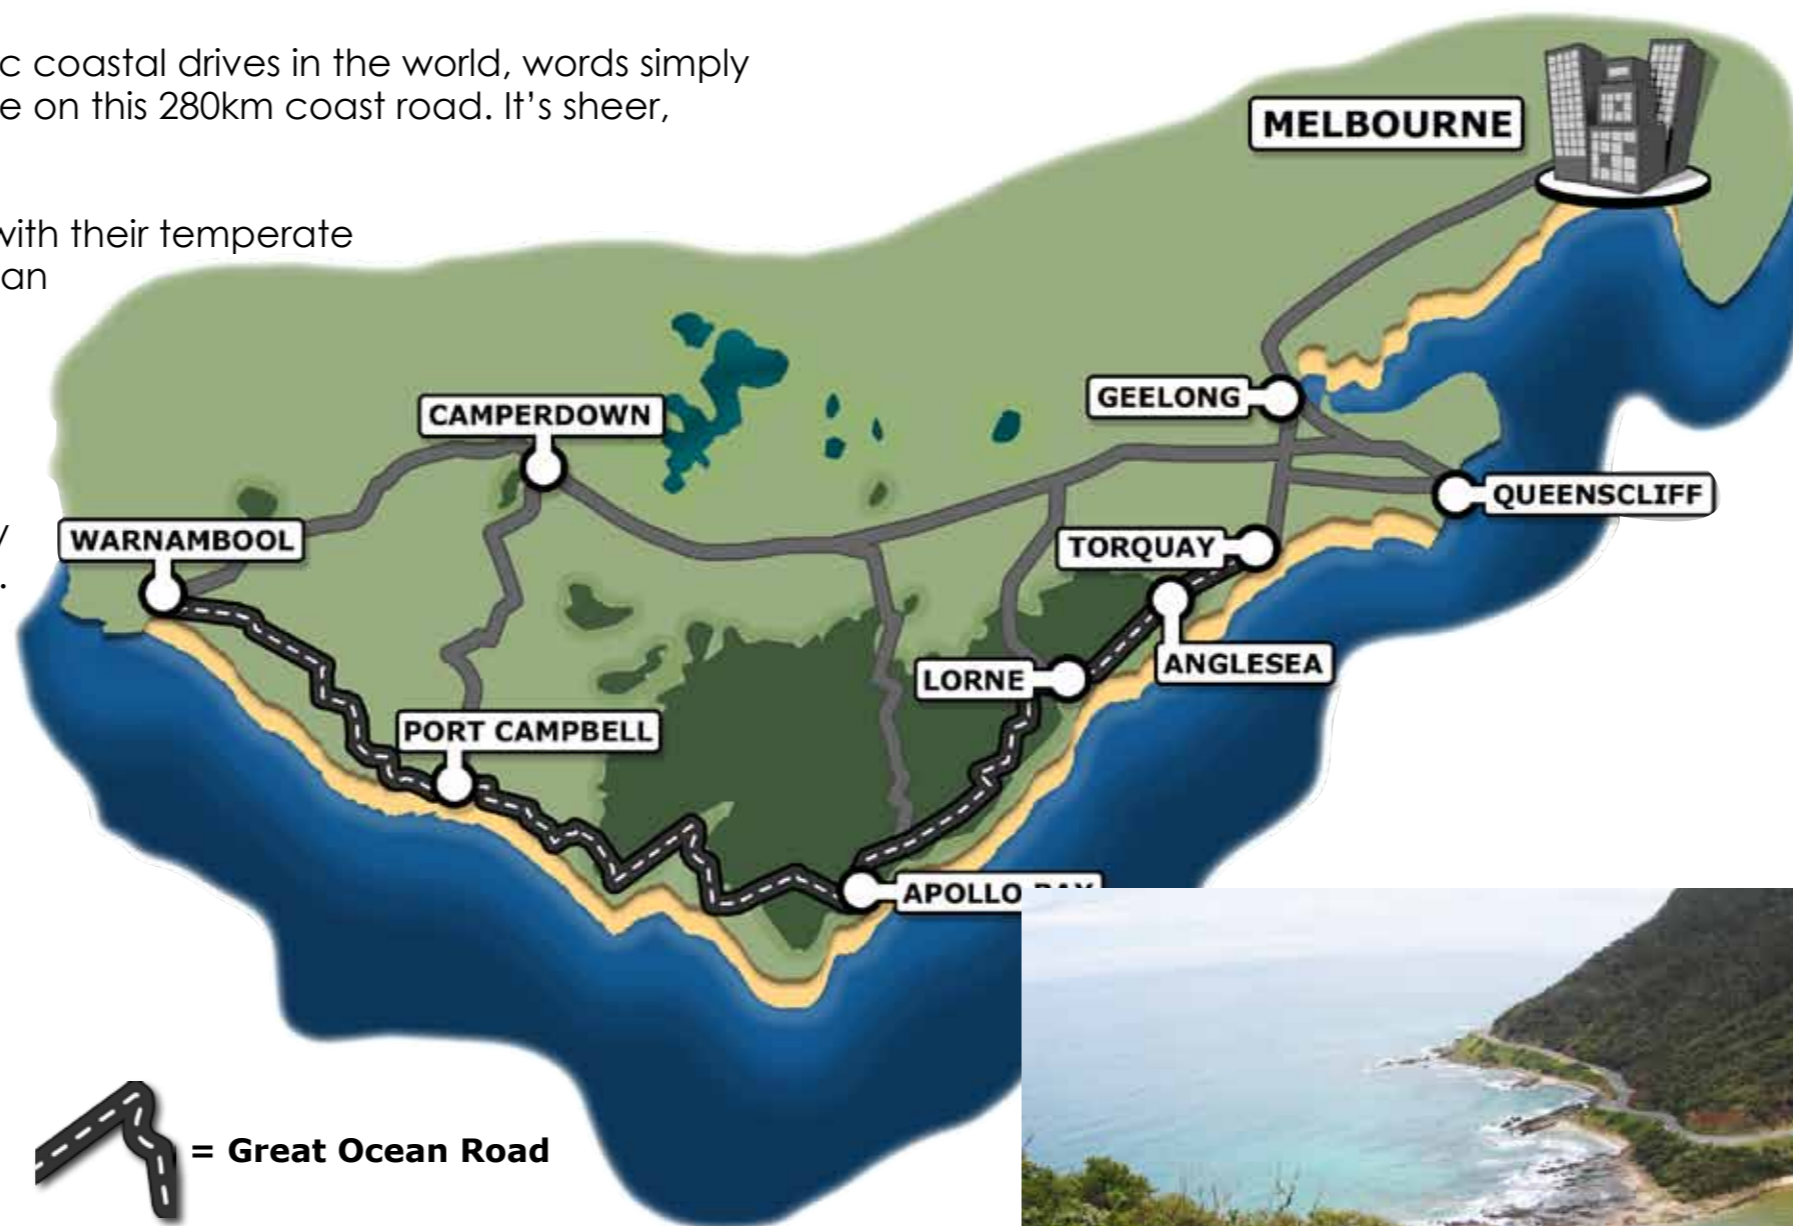 c coastal drives in the world, words simply
e on this 280km coast road. It's sheer,
with their temperate
an
MELBOURNE
GEELONG
CAMPERDOWN
QUEENSCLIFF
WARNAMBOOL
TORQUAY
.
ANGLESEA
LORNE
PORT CAMPBELL
APOLLO
= Great Ocean Road